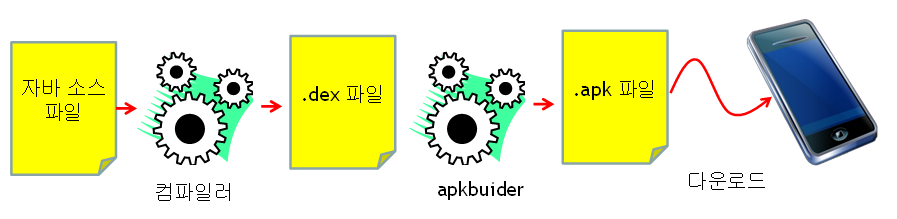 자바 소스
파일
.dex 파일
.apk 파일
컴파일러
apkbuider
다운로드